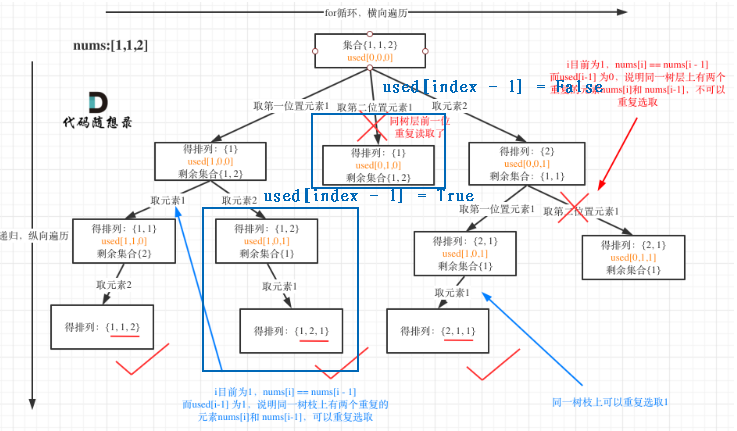 for循环，横向遍历
nums:[1,1,2]
集合{1,1,2}
used[0,0,0]
used[index - 1] = False
i目前为1，nums[i] == nums[i - 1]
而used[i-1] 为0，说明同一树层上有两个
重复的元素nums[i]和 nums[i-1]，不可以
重复选取
代码随想录
取第一位置元素1
取第二位置元素1
取元素2
同树层前一位
重复读取了
得排列：{1}
used[1,0,0]
剩余集合{1,2}
得排列：{1}
used[0,1,0]
剩余集合{1,2}
得排列：{2}
used[0,0,1]
剩余集合：{1,1}
used[index - 1] = True
取元素1
取元素2
取第一位置元素1
取第二位置元素1
递归，纵向遍历
得排列：{1,1}
used[1,1,0]
剩余集合{2}
得排列：{1,2}
used[1,0,1]
剩余集合{1}
得排列：{2,1}
used[1,0,1]
剩余集合{1}
得排列：{2,1}
used[0,1,1]
剩余集合{1}
取元素2
取元素1
取元素1
得排列：{1,1,2}
得排列：{1,2,1}
得排列：{2,1,1}
i目前为1，nums[i] == nums[i - 1]
而used[i-1] 为1，说明同一树枝上有两个重复的
元素nums[i]和 nums[i-1]，可以重复选取
同一树枝上可以重复选取1